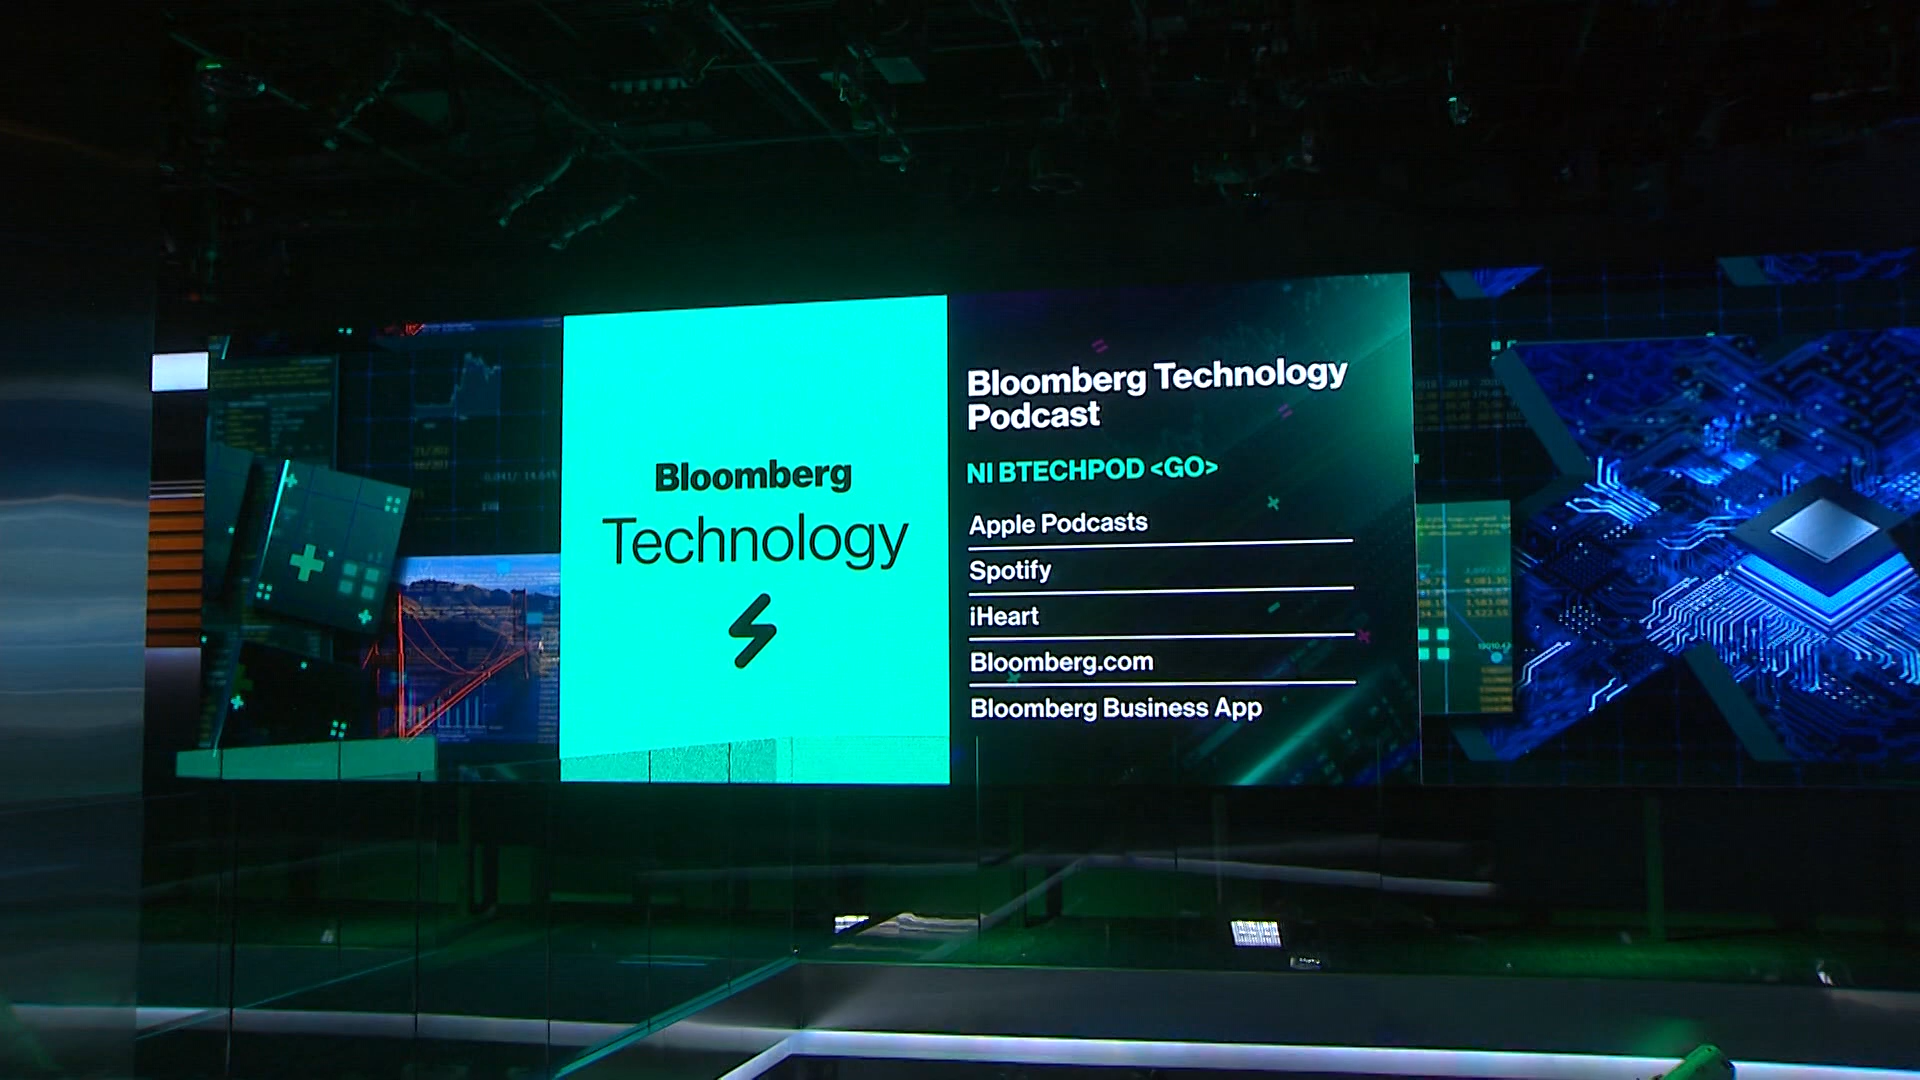 Bloomberg
Technology
Bloomberg Technology
Podcast
NI BTECHPOD <GO>
Apple Podcasts
Spotify
iHeart
Bloomberg.com
Bloomberg Business App